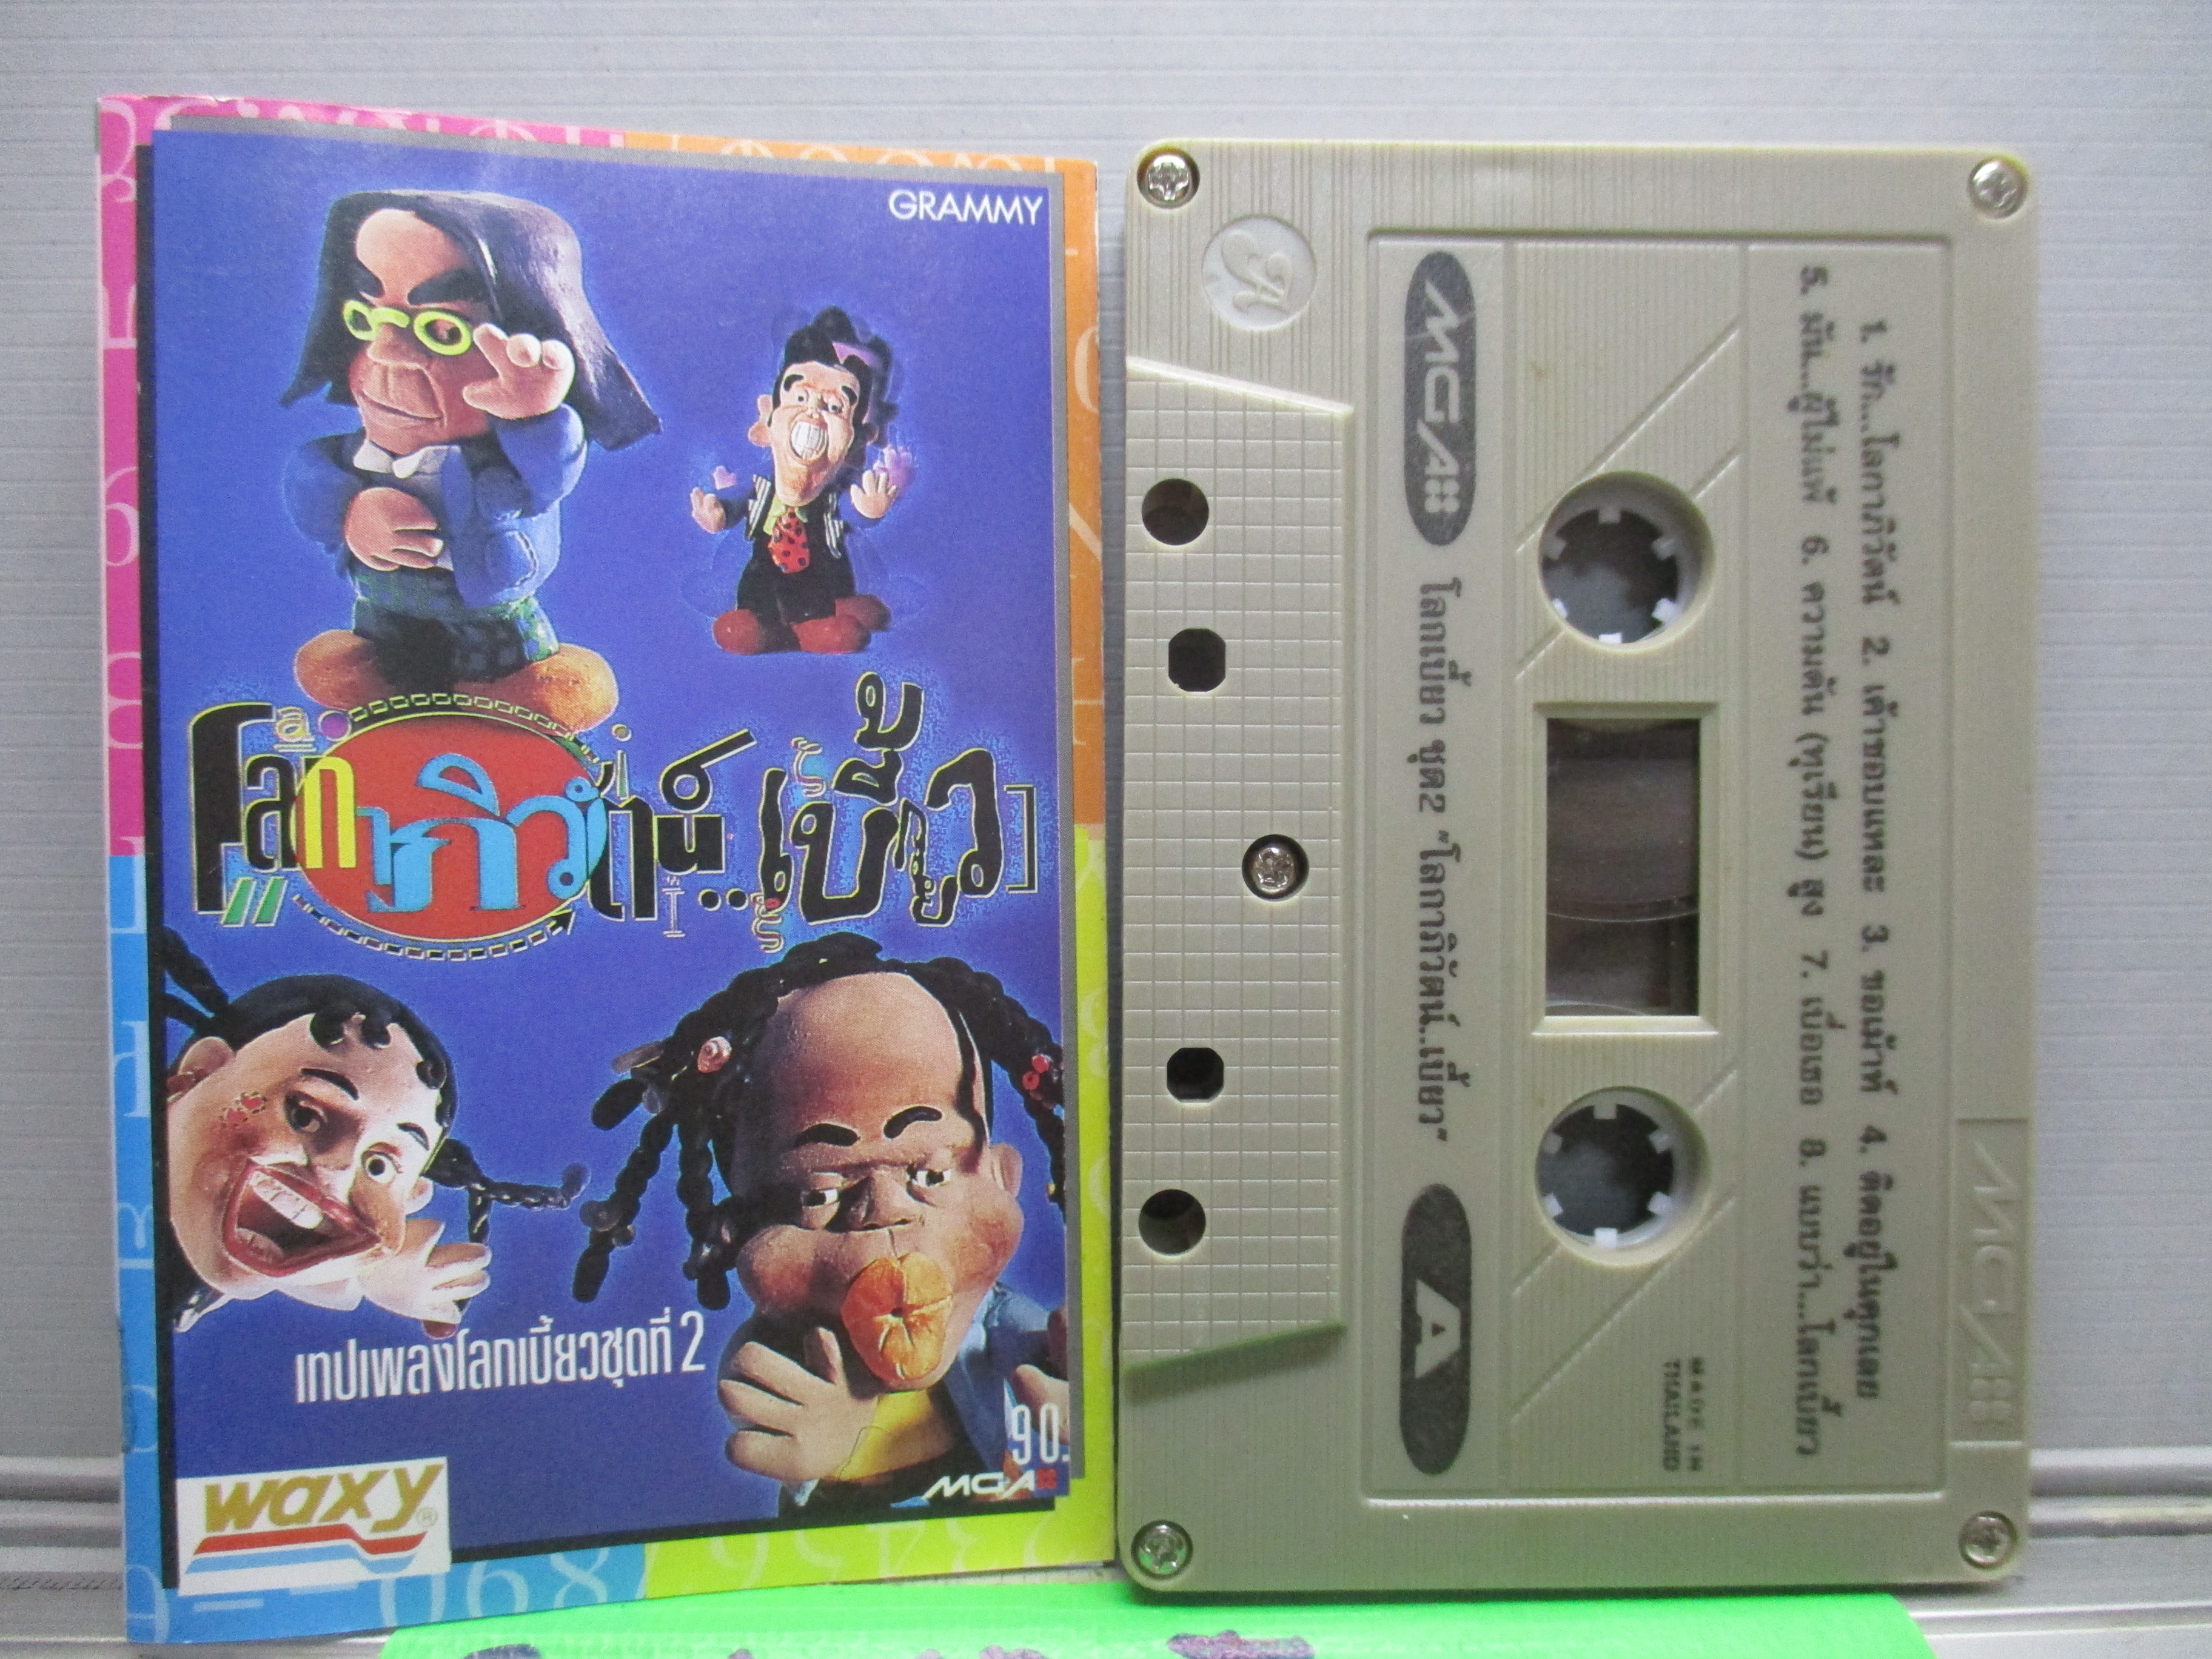 GRAMMY
โลกาภิวัตน์..เบี้ยว
เทปเพลงโลกเบี้ยวชุดที่ 2
90.
MGA
waxy®
MGA
โลกเบี้ยว ชุด2 "โลกาภิวัตน์..เบี้ยว"
A
1. รัก...โลกาภิวัตน์ 2. เค้าชอบแหละ 3. ขอเม้าท์ 4. ติดอยู่ในตุกเลย
5. มัน...ผู้ไม่แพ้ 6. ความดัน (ทุเรียน) สูง 7. เบื่อเธอ 8. แบบว่า...โลกเบี้ยว
MADE IN
THAILAND
MGA